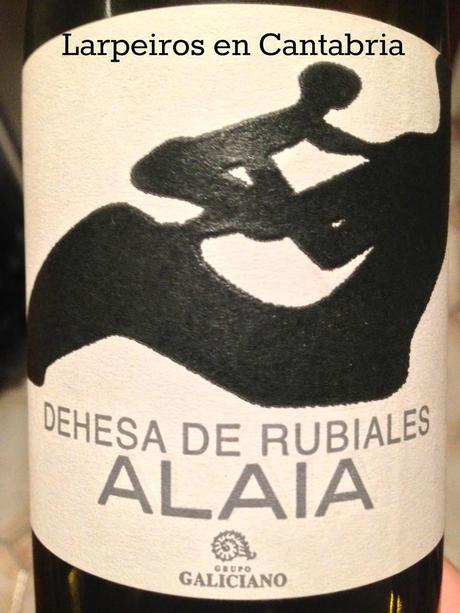 Larpeiros en Cantabria
DEHESA DE RUBIALES
ALAIA
GRUPO
GALICIANO